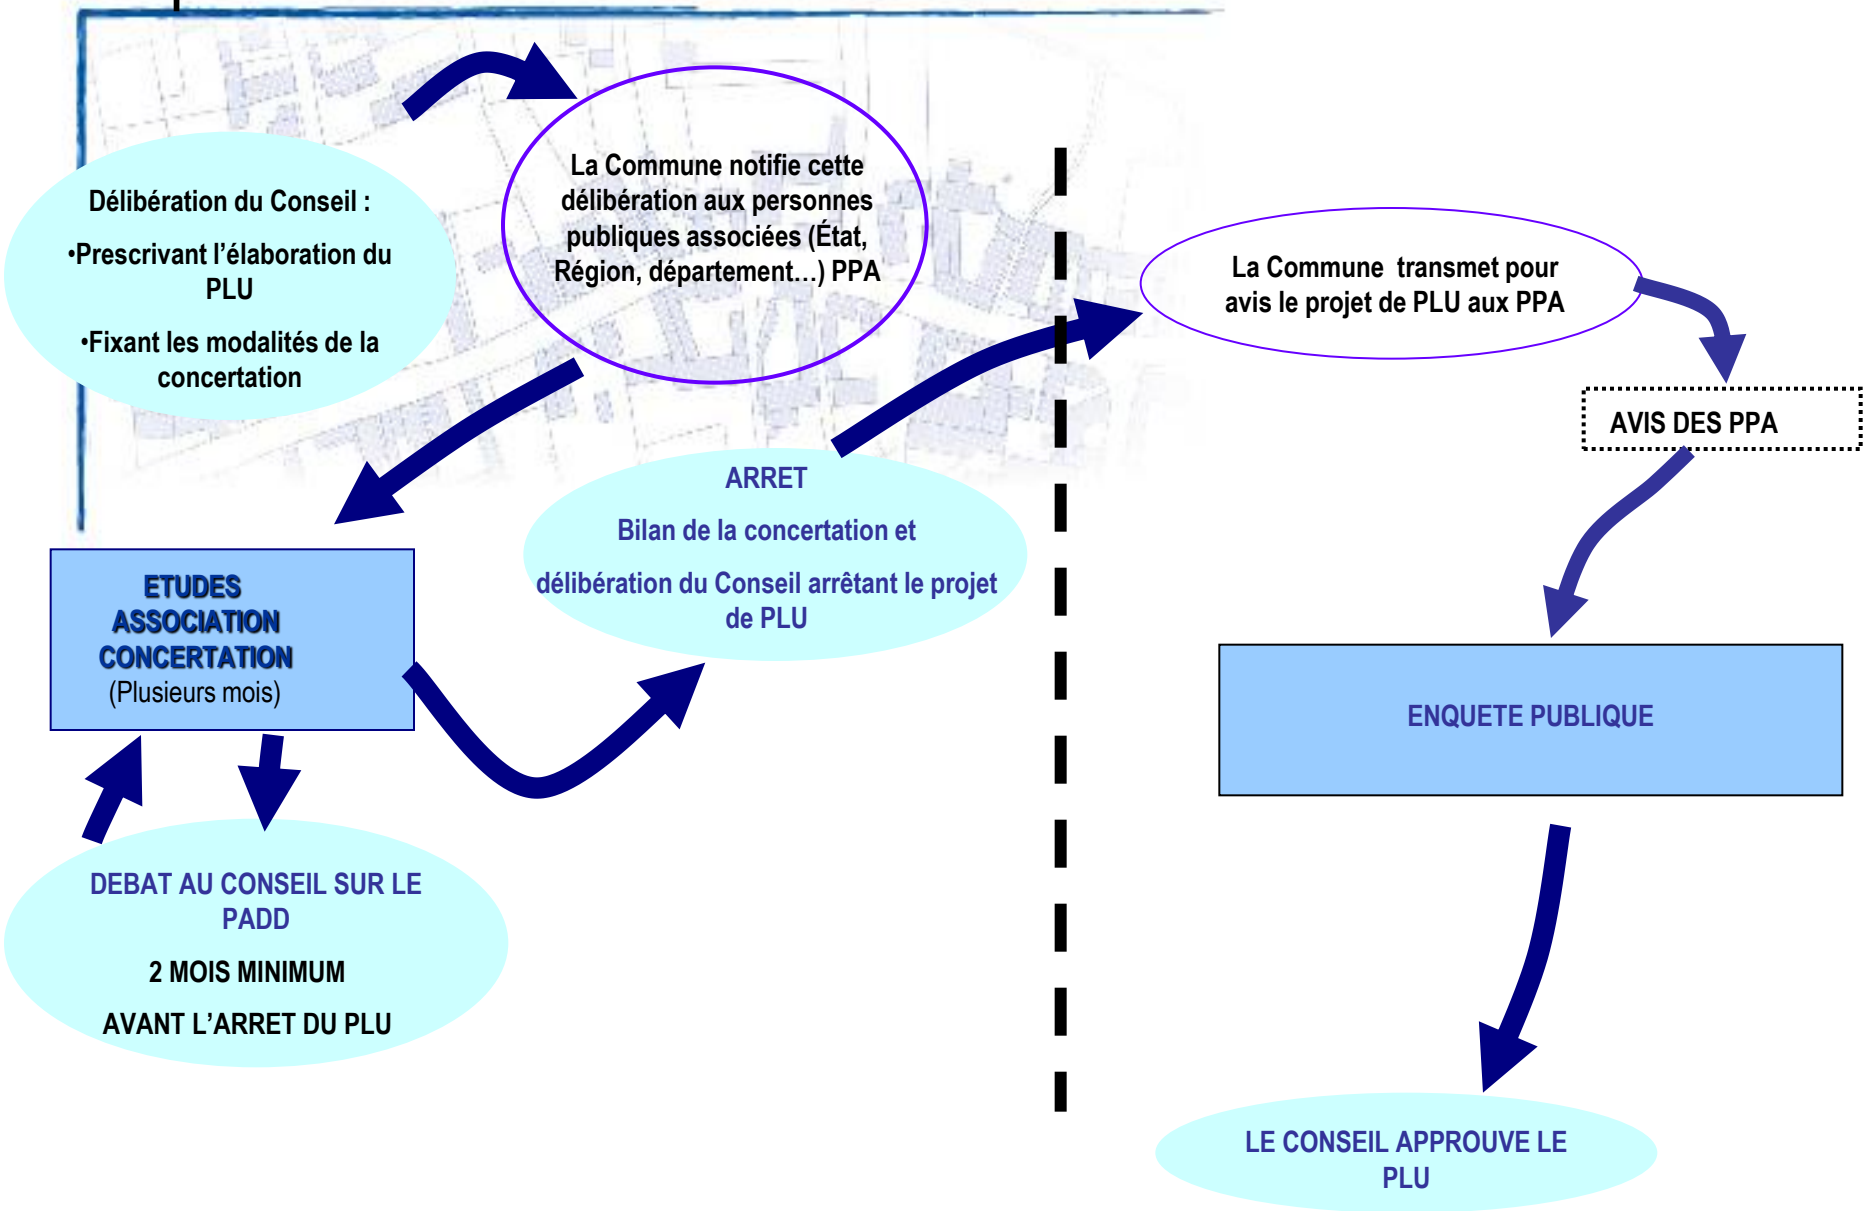 Délibération du Conseil :
•Prescrivant l’élaboration du
PLU
•Fixant les modalités de la
concertation
La Commune notifie cette
délibération aux personnes
publiques associées (État,
Région, département…) PPA
ETUDES
ASSOCIATION
CONCERTATION
(Plusieurs mois)
DEBAT AU CONSEIL SUR LE
PADD
2 MOIS MINIMUM
AVANT L’ARRET DU PLU
ARRET
Bilan de la concertation et
délibération du Conseil arrêtant le projet
de PLU
La Commune transmet pour
avis le projet de PLU aux PPA
AVIS DES PPA
ENQUETE PUBLIQUE
LE CONSEIL APPROUVE LE
PLU